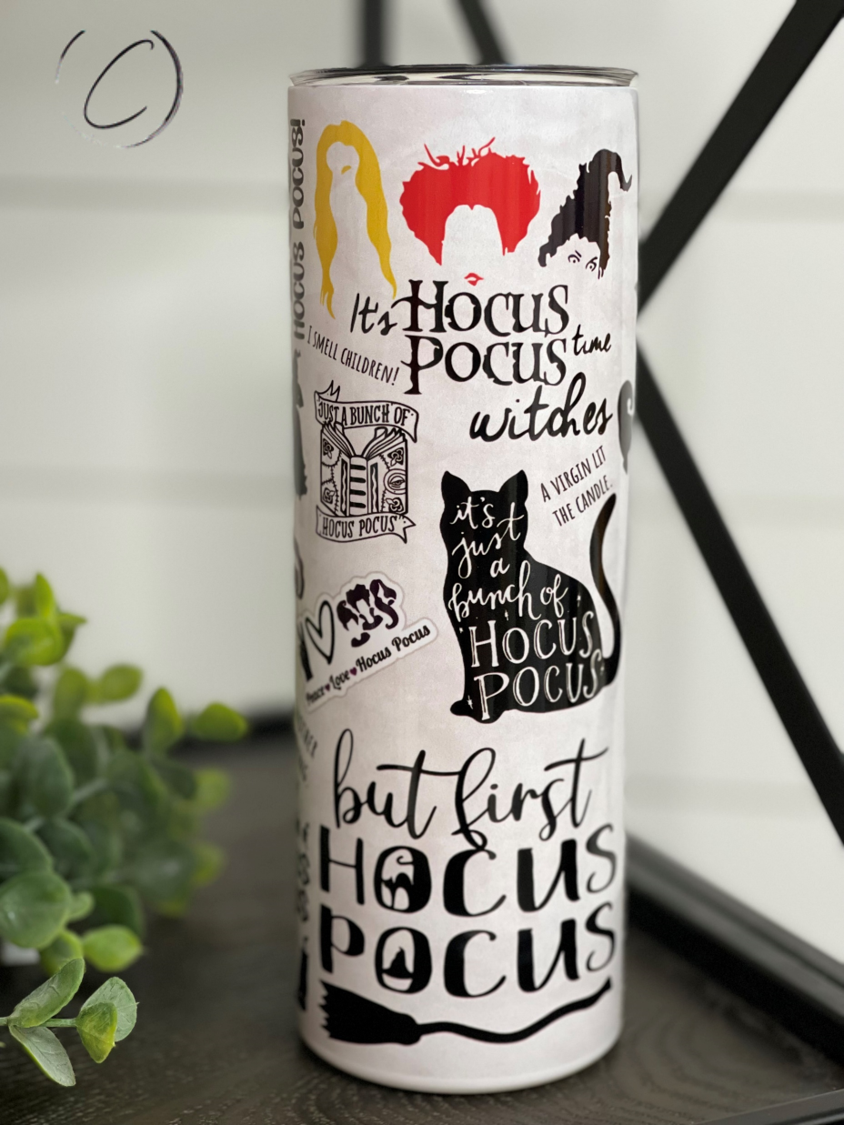 HOCUS POCUS!
It's HOCUS
POCUS time
witches
I SMELL CHILDREN!
JUST A BUNCH OF
HOCUS POCUS
A VIRGIN LIT
THE CANDLE
it's
just
a
bunch of
HOCUS
POCUS
Peace Love Hocus Pocus
but first
HOCUS
POCUS